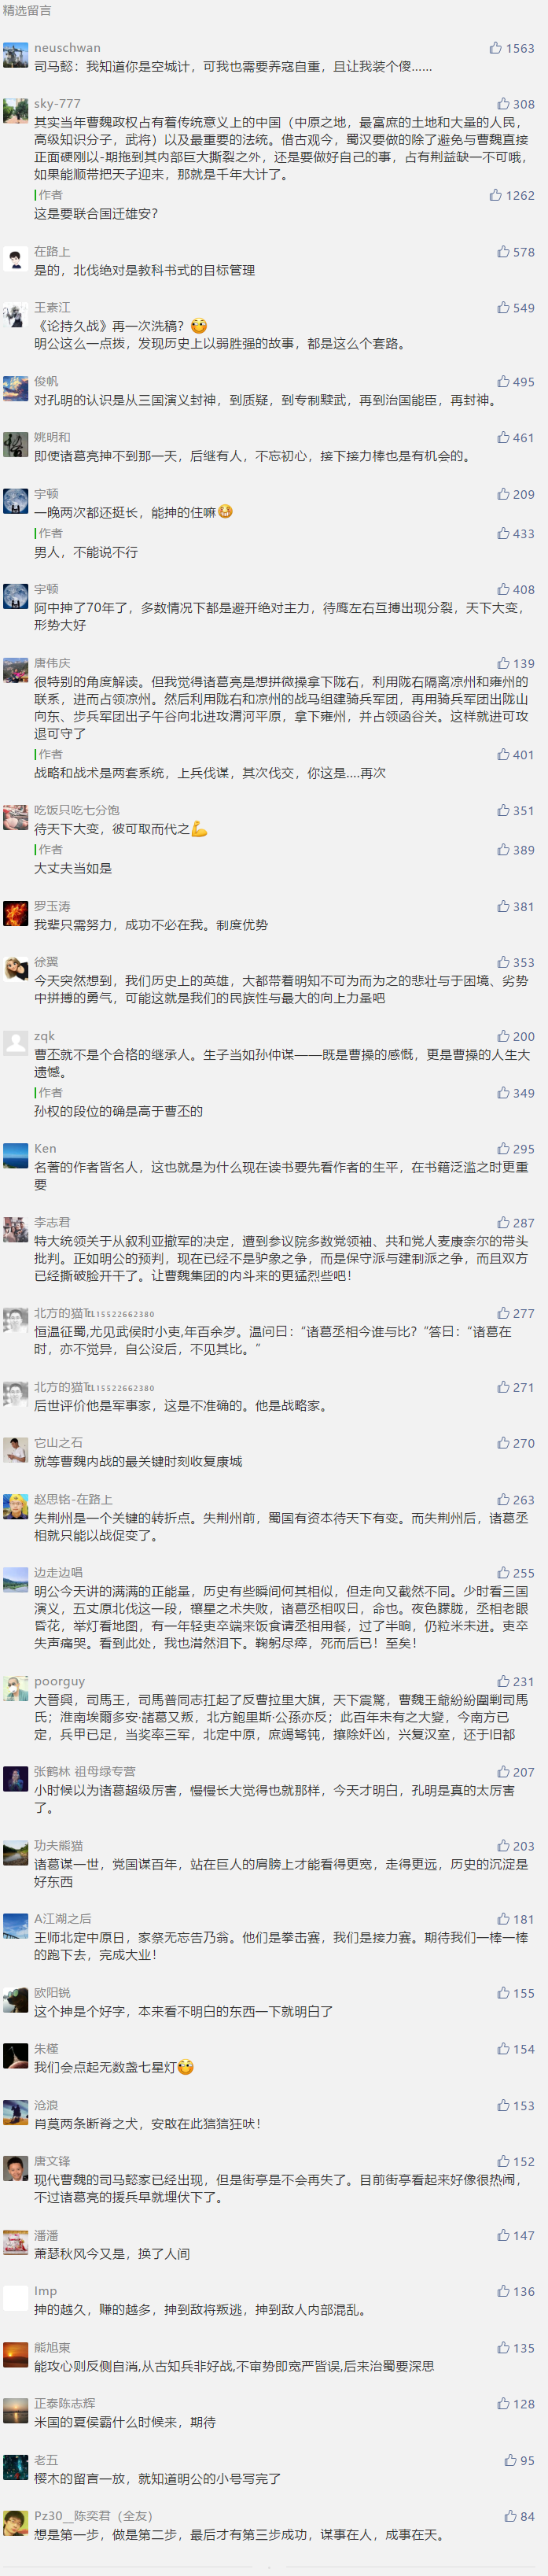 精选留言
neuschwan
1563
司马懿：我知道你是空城计，可我也需要养寇自重，且让我装个傻……
sky-777
308
其实当年曹魏政权占有着传统意义上的中国（中原之地，最富庶的土地和大量的人民，
高级知识分子，武将）以及最重要的法统。借古观今，蜀汉要做的除了避免与曹魏直接
正面硬刚以-期拖到其内部巨大撕裂之外，还是要做好自己的事，占有荆益缺一不可哦，
如果能顺带把天子迎来，那就是千年大计了。
作者
1262
这是要联合国迁雄安？
在路上
578
是的，北伐绝对是教科书式的目标管理
王素江
549
《论持久战》再一次洗稿？
明公这么一点拨，发现历史上以弱胜强的故事，都是这么个套路。
俊帆
495
对孔明的认识是从三国演义封神，到质疑，到专制黩武，再到治国能臣，再封神。
姚明和
461
即使诸葛亮抻不到那一天，后继有人，不忘初心，接下接力棒也是有机会的。
宇顿
209
一晚两次都还挺长，能抻的住嘛
作者
433
男人，不能说不行
宇顿
408
阿中抻了70年了，多数情况下都是避开绝对主力，待鹰左右互搏出现分裂，天下大变，
形势大好
唐伟庆
139
很特别的角度解读。但我觉得诸葛亮是想拼微操拿下陇右，利用陇右隔离凉州和雍州的
联系，进而占领凉州。然后利用陇右和凉州的战马组建骑兵军团，再用骑兵军团出陇山
向东、步兵军团出子午谷向北进攻渭河平原，拿下雍州，并占领函谷关。这样就进可攻
退可守了
作者
401
战略和战术是两套系统，上兵伐谋，其次伐交，你这是....再次
吃饭只吃七分饱
351
待天下大变，彼可取而代之
作者
389
大丈夫当如是
罗玉涛
381
我辈只需努力，成功不必在我。制度优势
徐翼
353
今天突然想到，我们历史上的英雄，大都带着明知不可为而为之的悲壮与于困境、劣势
中拼搏的勇气，可能这就是我们的民族性与最大的向上力量吧
zqk
200
曹丕就不是个合格的继承人。生子当如孙仲谋——既是曹操的感慨，更是曹操的人生大
遗憾。
作者
349
孙权的段位的确是高于曹丕的
Ken
295
名著的作者皆名人，这也就是为什么现在读书要先看作者的生平，在书籍泛滥之时更重
要
李志君
287
特大统领关于从叙利亚撤军的决定，遭到参议院多数党领袖、共和党人麦康奈尔的带头
批判。正如明公的预判，现在已经不是驴象之争，而是保守派与建制派之争，而且双方
已经撕破脸开干了。让曹魏集团的内斗来的更猛烈些吧！
北方的猫℡15522662380
277
恒温征蜀,尤见武侯时小吏,年百余岁。温问曰：“诸葛丞相今谁与比？”答曰：“诸葛在
时，亦不觉异，自公没后，不见其比。”
北方的猫℡15522662380
271
后世评价他是军事家，这是不准确的。他是战略家。
它山之石
270
就等曹魏内战的最关键时刻收复康城
赵思铭-在路上
263
失荆州是一个关键的转折点。失荆州前，蜀国有资本待天下有变。而失荆州后，诸葛丞
相就只能以战促变了。
边走边唱
255
明公今天讲的满满的正能量，历史有些瞬间何其相似，但走向又截然不同。少时看三国
演义，五丈原北伐这一段，禳星之术失败，诸葛丞相叹曰，命也。夜色朦胧，丞相老眼
昏花，举灯看地图，有一年轻吏卒端来饭食请丞相用餐，过了半晌，仍粒米未进。吏卒
失声痛哭。看到此处，我也潸然泪下。鞠躬尽瘁，死而后已！至矣！
poorguy
231
大晉興，司馬王，司馬普同志扛起了反曹拉里大旗，天下震驚，曹魏王爺紛紛圍剿司馬
氏；淮南埃爾多安·諸葛又叛，北方鮑里斯·公孫亦反；此百年未有之大變，今南方已
定，兵甲已足，当奖率三军，北定中原，庶竭驽钝，攘除奸凶，兴复汉室，还于旧都
张鹤林 祖母绿专营
207
小时候以为诸葛超级厉害，慢慢长大觉得也就那样，今天才明白，孔明是真的太厉害
了。
功夫熊猫
203
诸葛谋一世，党国谋百年，站在巨人的肩膀上才能看得更宽，走得更远，历史的沉淀是
好东西
A江湖之后
181
王师北定中原日，家祭无忘告乃翁。他们是拳击赛，我们是接力赛。期待我们一棒一棒
的跑下去，完成大业！
欧阳锐
155
这个抻是个好字，本来看不明白的东西一下就明白了
朱槿
154
我们会点起无数盏七星灯
沧浪
153
肖莫两条断脊之犬，安敢在此狺狺狂吠！
唐文锋
152
现代曹魏的司马懿家已经出现，但是街亭是不会再失了。目前街亭看起来好像很热闹，
不过诸葛亮的援兵早就埋伏下了。
潘潘
147
萧瑟秋风今又是，换了人间
lmp
136
抻的越久，赚的越多，抻到敌将叛逃，抻到敌人内部混乱。
熊旭東
135
能攻心则反侧自消,从古知兵非好战,不审势即宽严皆误,后来治蜀要深思
正泰陈志辉
128
米国的夏侯霸什么时候来，期待
老五
95
樱木的留言一放，就知道明公的小号写完了
Pz30__陈奕君（全友）
84
想是第一步，做是第二步，最后才有第三步成功，谋事在人，成事在天。